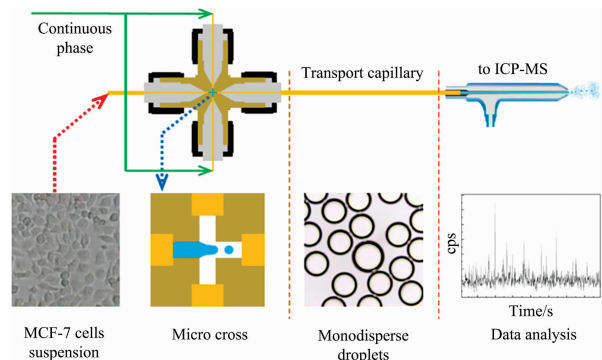 Continuous
phase
Transport capillary
to ICP-MS
cps
Time/s
MCF-7 cells
suspension
Micro cross
Monodisperse
droplets
Data analysis